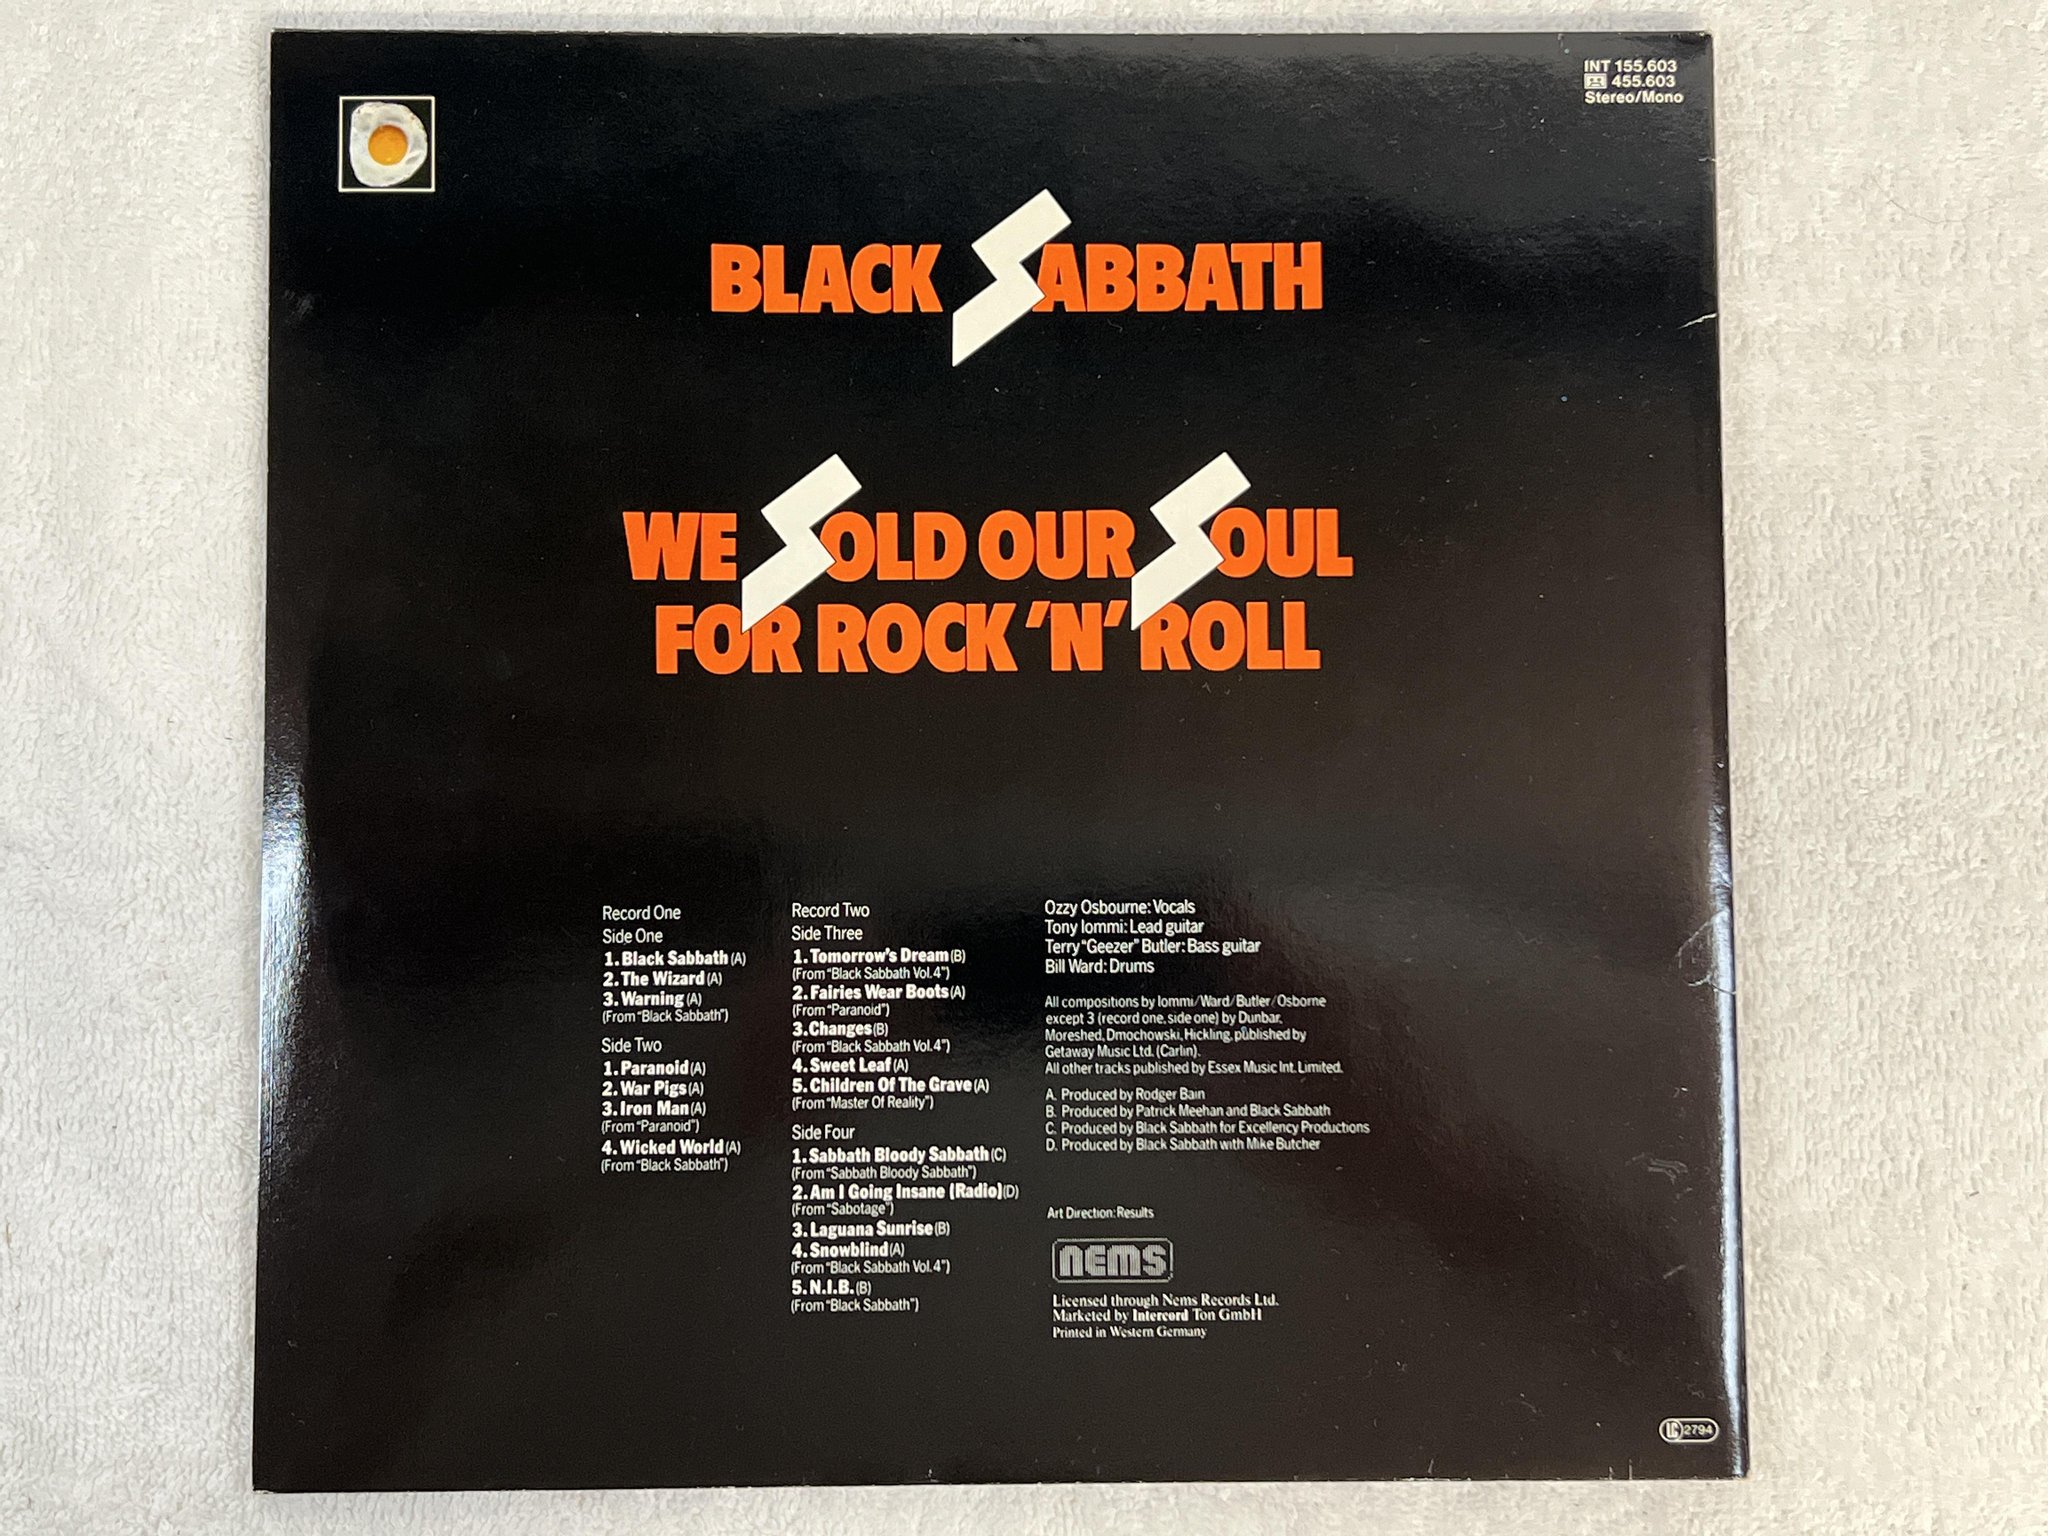 INT 155.603
455.603
Stereo/Mono
BLACK SABBATH
WE SOLD OUR SOUL
FOR ROCK 'N' ROLL
Record One
Side One
1. Black Sabbath (A)
2. The Wizard (A)
3. Warning (A)
(From "Black Sabbath")
Side Two
1. Paranoid (A)
2. War Pigs (A)
3. Iron Man (A)
(From "Paranoid")
4. Wicked World (A)
(From "Black Sabbath")
Record Two
Side Three
1. Tomorrow's Dream (B)
(From "Black Sabbath Vol. 4")
2. Fairies Wear Boots (A)
(From "Paranoid")
3. Changes (B)
(From "Black Sabbath Vol. 4")
4. Sweet Leaf (A)
5. Children Of The Grave (A)
(From "Master Of Reality")
Side Four
1. Sabbath Bloody Sabbath (C)
(From "Sabbath Bloody Sabbath")
2. Am I Going Insane (Radio) (D)
(From "Sabotage")
3. Laguana Sunrise (B)
4. Snowblind (A)
(From "Black Sabbath Vol. 4")
5. N.I.B. (B)
(From "Black Sabbath")
Ozzy Osbourne: Vocals
Tony Iommi: Lead guitar
Terry "Geezer" Butler: Bass guitar
Bill Ward: Drums
All compositions by Iommi/Ward/Butler/Osborne
except 3 (record one, side one) by Dunbar,
Moreshed, Dmochowski, Hickling, published by
Getaway Music Ltd. (Carlin).
All other tracks published by Essex Music Int. Limited.
A. Produced by Rodger Bain
B. Produced by Patrick Meehan and Black Sabbath
C. Produced by Black Sabbath for Excellency Productions
D. Produced by Black Sabbath with Mike Butcher
Art Direction: Results
nems
Licensed through Nems Records Ltd.
Marketed by Intercord Ton GmbH
Printed in Western Germany
LC 2794